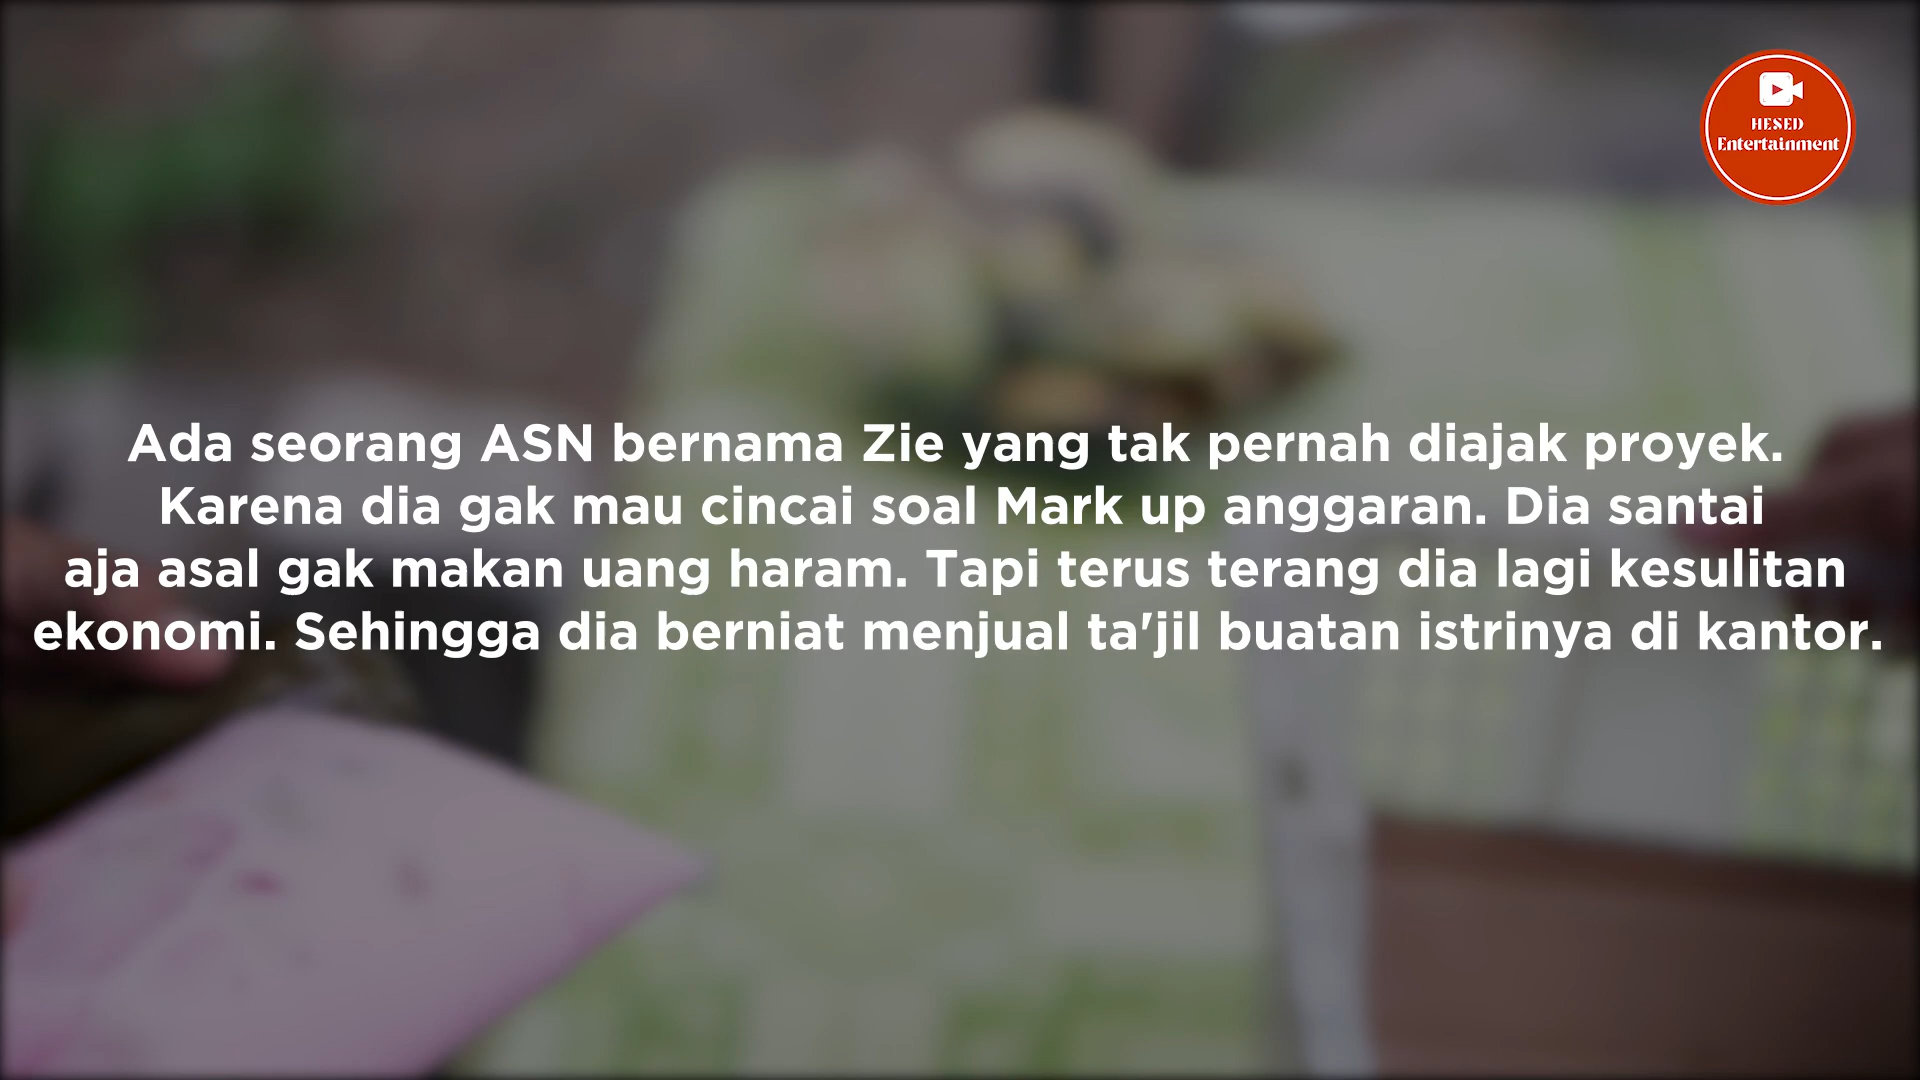 HESED
Entertainment
Ada seorang ASN bernama Zie yang tak pernah diajak proyek.
Karena dia gak mau cincai soal Mark up anggaran. Dia santai
aja asal gak makan uang haram. Tapi terus terang dia lagi kesulitan
ekonomi. Sehingga dia berniat menjual ta'jil buatan istrinya di kantor.